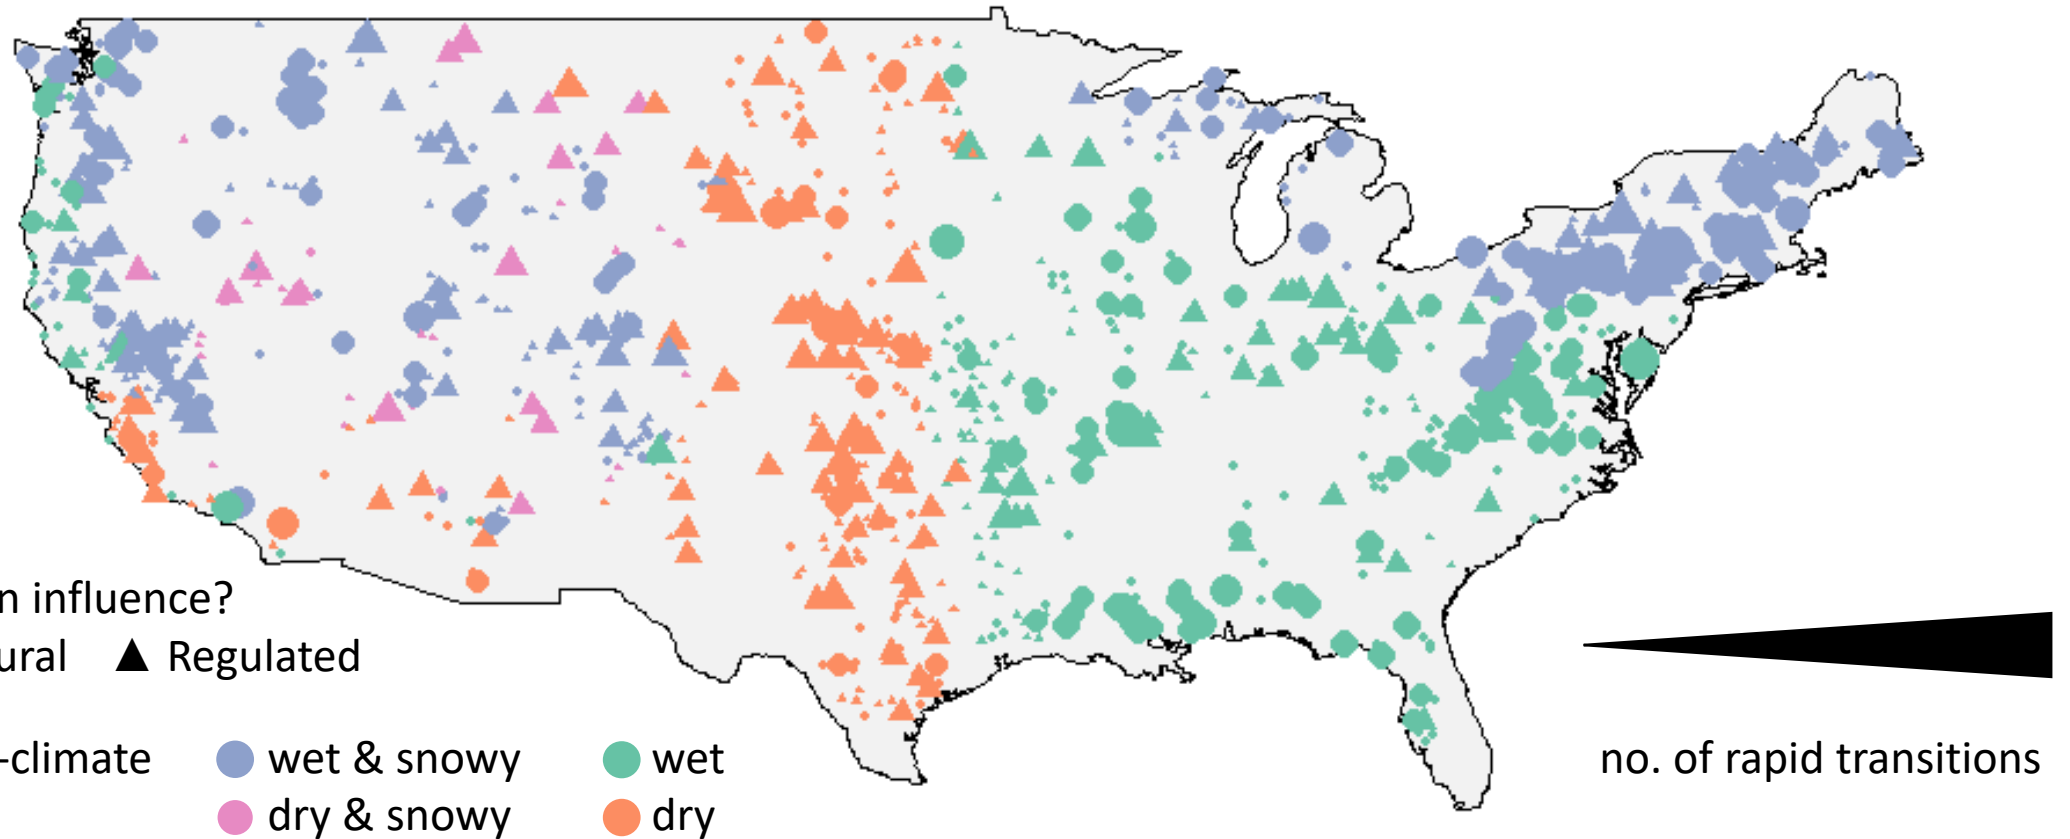 n influence?
ural ▲ Regulated
-climate
wet & snowy
wet
dry & snowy
dry
no. of rapid transitions